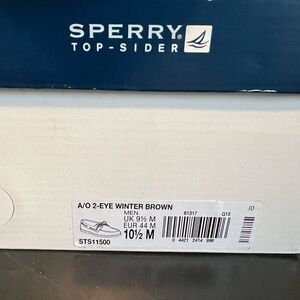 SPERRY
TOP-SIDER
A/O 2-EYE WINTER BROWN
MEN
UK 9½ M
EUR 44 M
10½ M
STS11500
61317
G15
ID
0 4421 2414 996